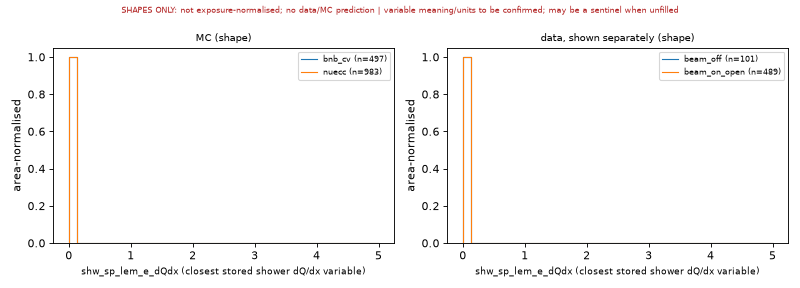 SHAPES ONLY: not exposure-normalised; no data/MC prediction | variable meaning/units to be confirmed; may be a sentinel when unfilled
MC (shape)
bnb_cv (n=497)
nuecc (n=983)
area-normalised
1.0
0.8
0.6
0.4
0.2
0.0
0
1
2
3
4
5
shw_sp_lem_e_dQdx (closest stored shower dQ/dx variable)
data, shown separately (shape)
beam_off (n=101)
beam_on_open (n=489)
area-normalised
1.0
0.8
0.6
0.4
0.2
0.0
0
1
2
3
4
5
shw_sp_lem_e_dQdx (closest stored shower dQ/dx variable)